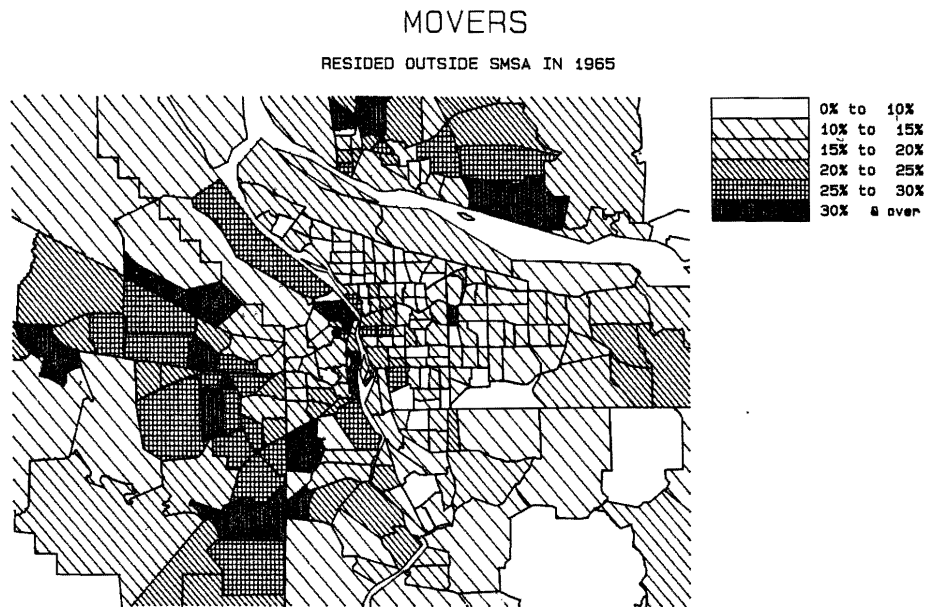 MOVERS
RESIDED OUTSIDE SMSA IN 1965
0% to 10%
10% to 15%
15% to 20%
20% to 25%
25% to 30%
30% & over